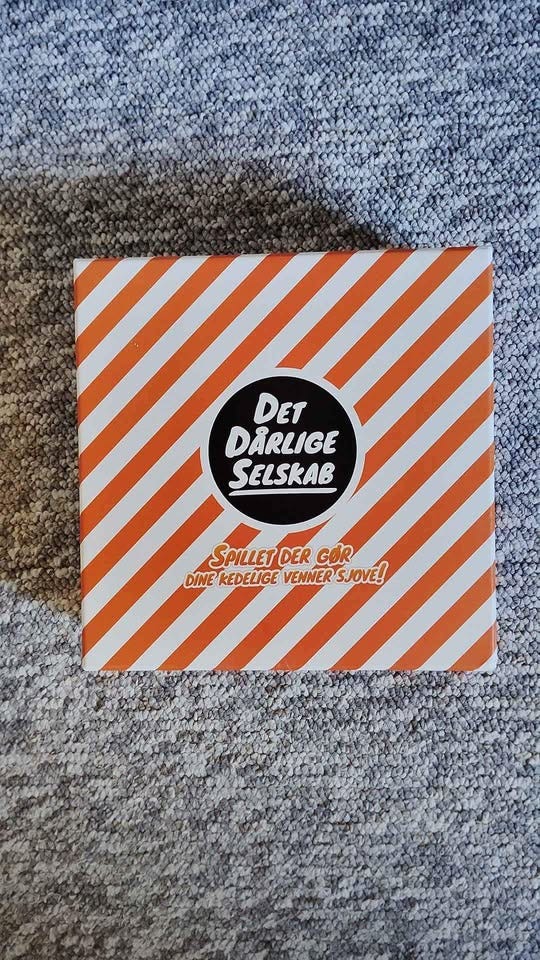 DET
DÅRLIGE
SELSKAB
SPILLET DER GØR
DINE KEDELIGE VENNER SJOVE!